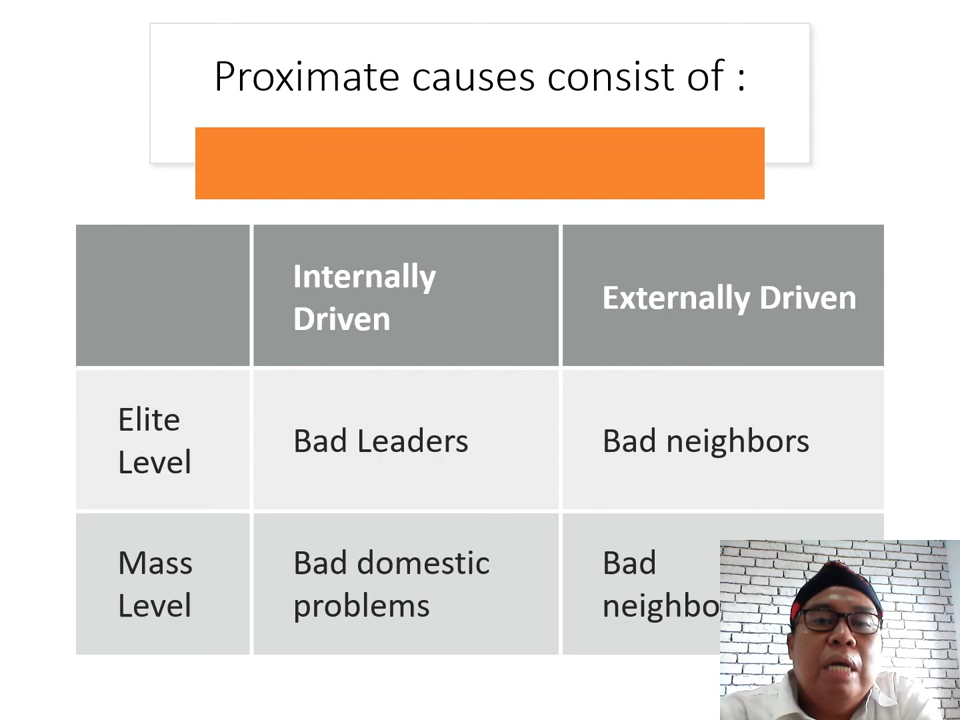 Proximate causes consist of :
Internally
Driven
Externally Driven
Elite
Level
Bad Leaders
Bad neighbors
Mass
Level
Bad domestic
problems
Bad